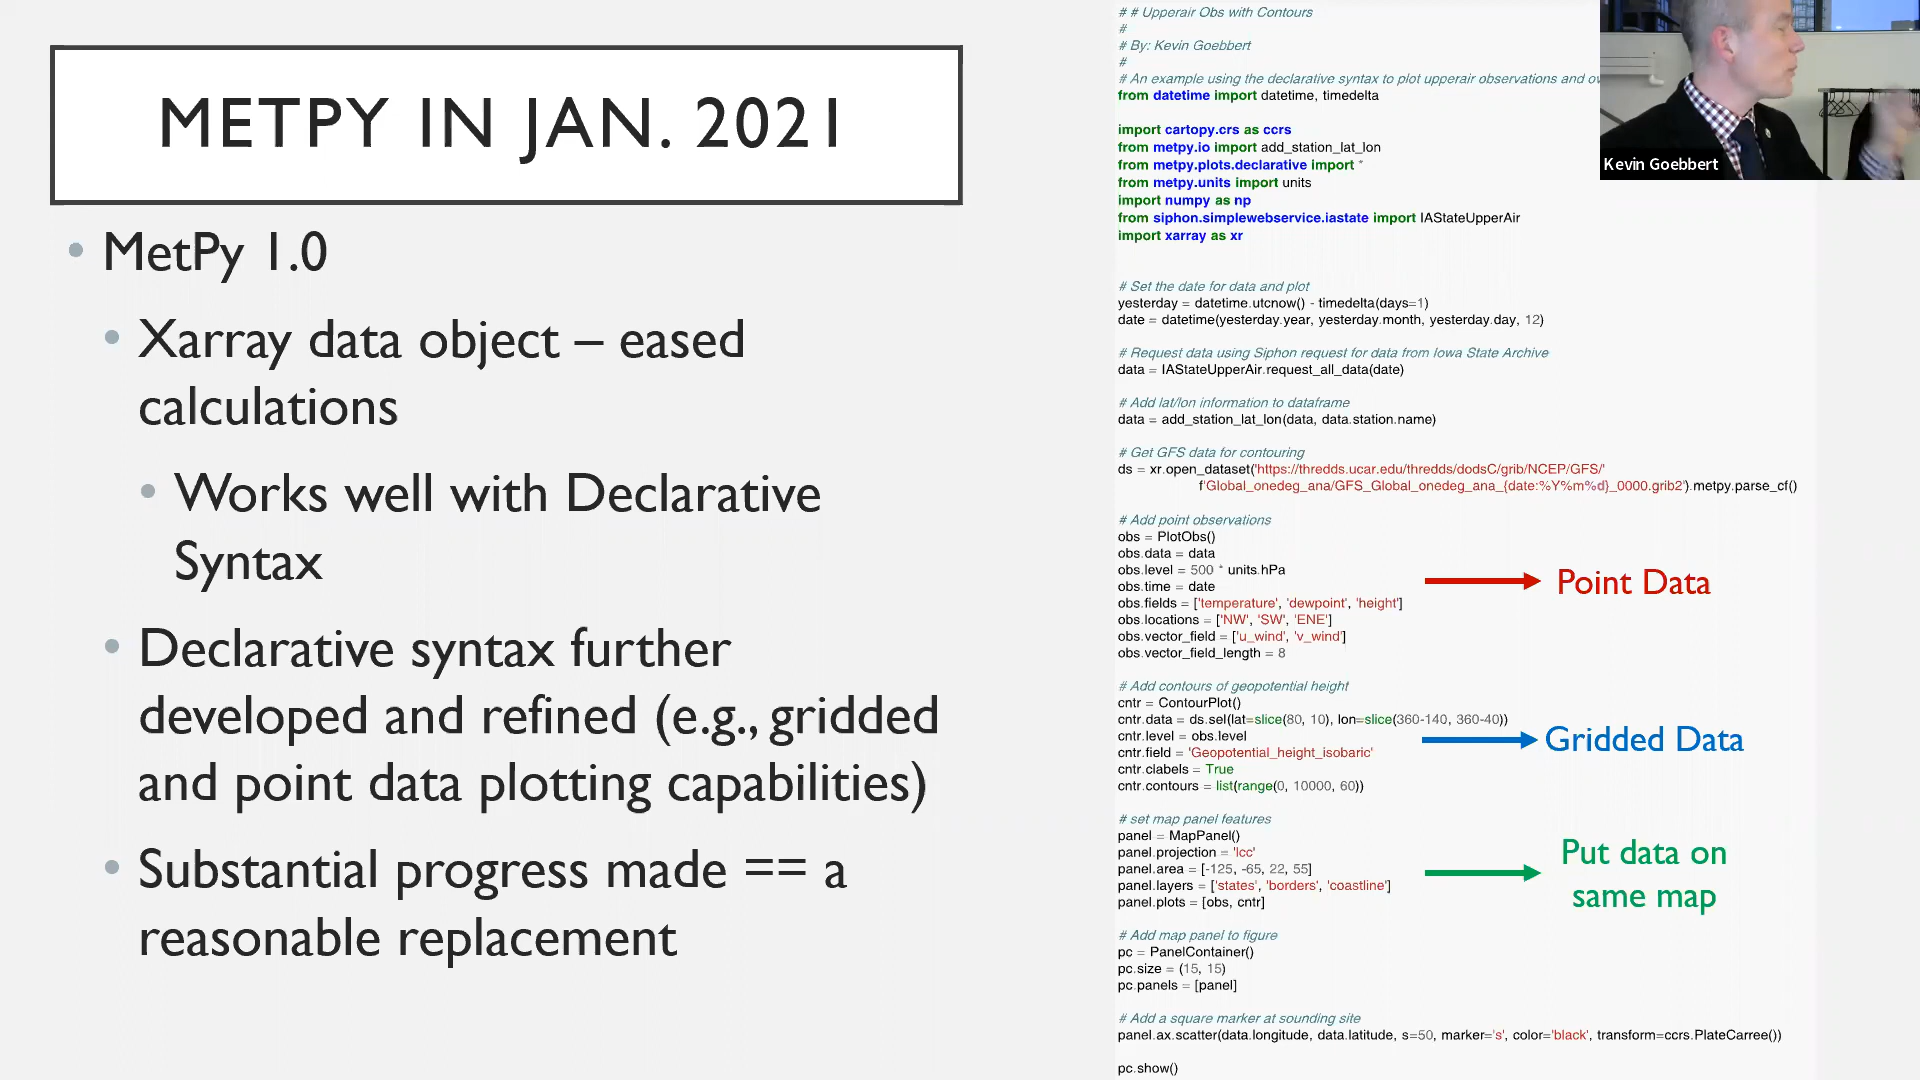 METPY IN JAN. 2021
• MetPy 1.0
• Xarray data object – eased
calculations
• Works well with Declarative
Syntax
• Declarative syntax further
developed and refined (e.g., gridded
and point data plotting capabilities)
• Substantial progress made == a
reasonable replacement
# # Upperair Obs with Contours
#
# By: Kevin Goebbert
#
# An example using the declarative syntax to plot upperair observations and
from datetime import datetime, timedelta
import cartopy.crs as ccrs
from metpy.io import add_station_lat_lon
from metpy.plots.declarative import *
from metpy.units import units
import numpy as np
from siphon.simplewebservice.iastate import IAStateUpperAir
import xarray as xr
# Set the date for data and plot
yesterday = datetime.utcnow() - timedelta(days=1)
date = datetime(yesterday.year, yesterday.month, yesterday.day, 12)
# Request data using Siphon request for data from Iowa State Archive
data = IAStateUpperAir.request_all_data(date)
# Add lat/lon information to dataframe
data = add_station_lat_lon(data, data.station.name)
# Get GFS data for contouring
ds = xr.open_dataset('https://thredds.ucar.edu/thredds/dodsC/grib/NCEP/GFS/'
f'Global_onedeg_ana/GFS_Global_onedeg_ana_{date:%Y%m%d}_0000.grib2').metpy.parse_cf()
# Add point observations
obs = PlotObs()
obs.data = data
obs.level = 500 * units.hPa
obs.time = date
obs.fields = ['temperature', 'dewpoint', 'height']
obs.locations = ['NW', 'SW', 'ENE']
obs.vector_field = ['u_wind', 'v_wind']
obs.vector_field_length = 8
# Add contours of geopotential height
cntr = ContourPlot()
cntr.data = ds.sel(lat=slice(80, 10), lon=slice(360-140, 360-40))
cntr.level = obs.level
cntr.field = 'Geopotential_height_isobaric'
cntr.clabels = True
cntr.contours = list(range(0, 10000, 60))
# set map panel features
panel = MapPanel()
panel.projection = 'lcc'
panel.area = [-125, -65, 22, 55]
panel.layers = ['states', 'borders', 'coastline']
panel.plots = [obs, cntr]
# Add map panel to figure
pc = PanelContainer()
pc.size = (15, 15)
pc.panels = [panel]
# Add a square marker at sounding site
panel.ax.scatter(data.longitude, data.latitude, s=50, marker='s', color='black', transform=ccrs.PlateCarree())
pc.show()
Point Data
Gridded Data
Put data on
same map
Kevin Goebbert